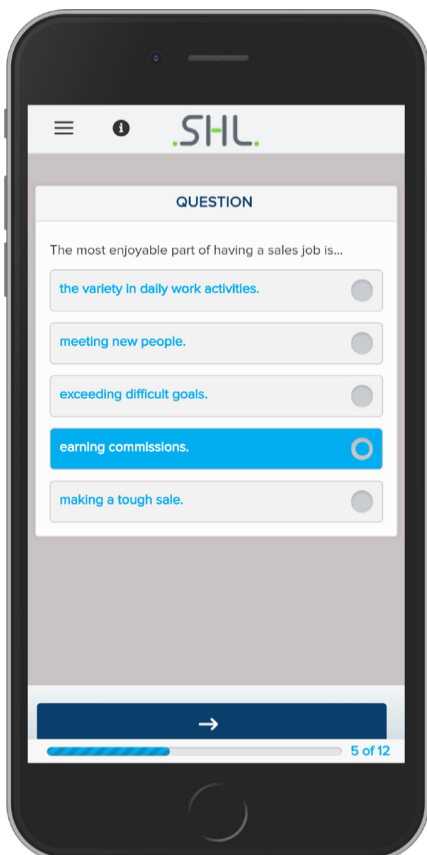 .SHL.
QUESTION
The most enjoyable part of having a sales job is...
the variety in daily work activities.
meeting new people.
exceeding difficult goals.
earning commissions.
making a tough sale.
5 of 12